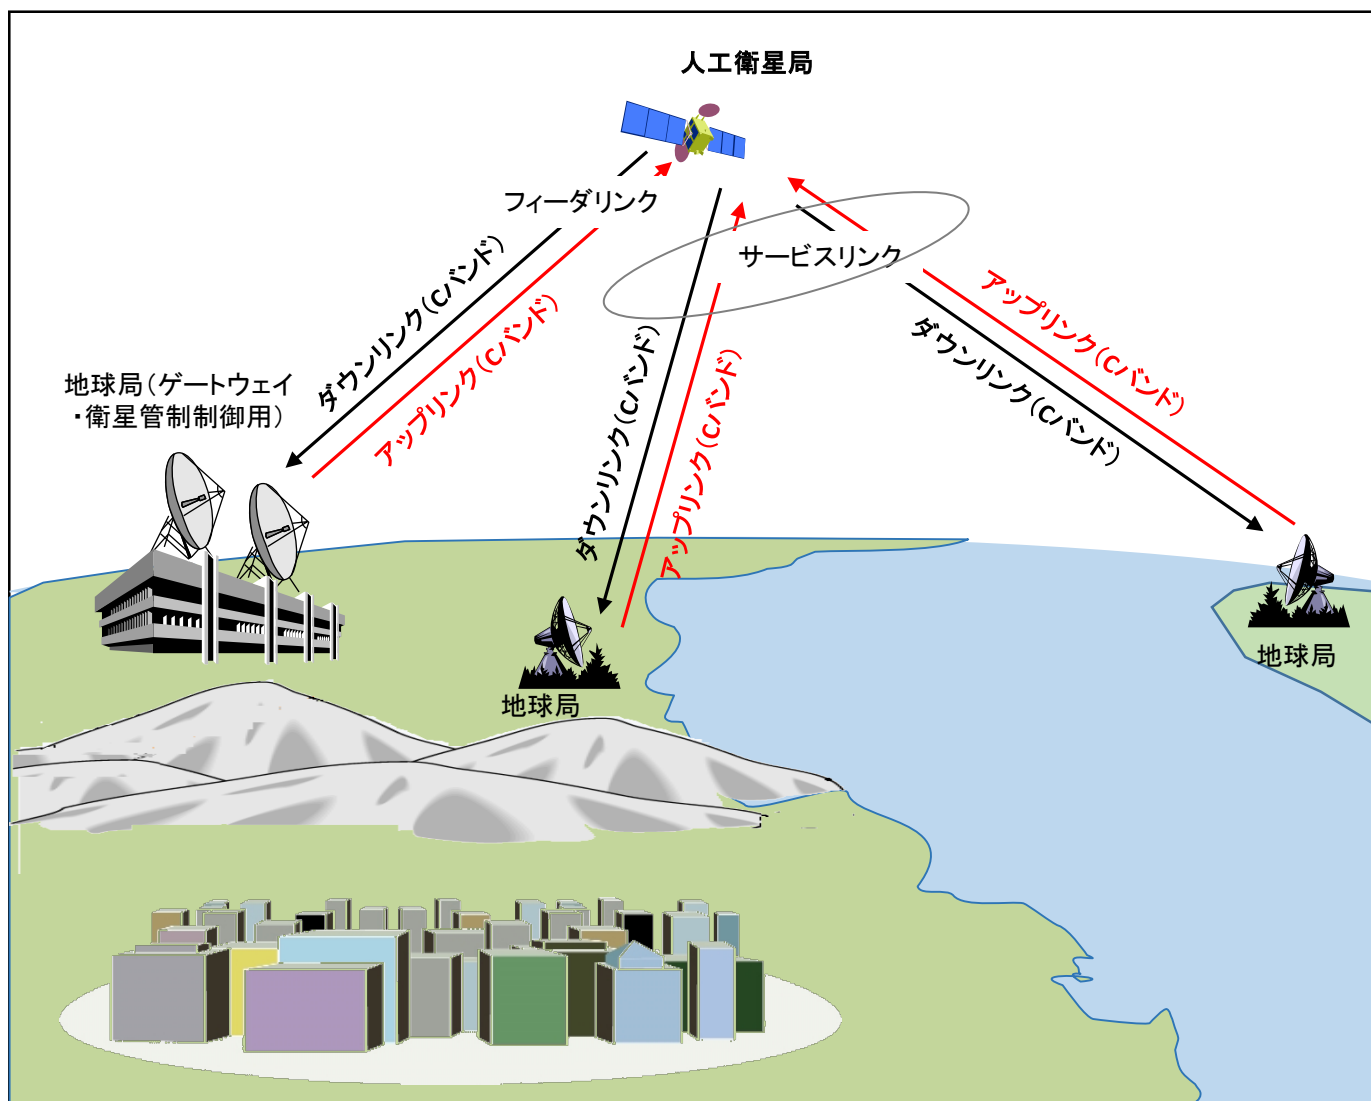 人工衛星局
フィーダリンク
サービスリンク
ダウンリンク(Cバンド)
アップリンク(Cバンド)
ダウンリンク(Cバンド)
アップリンク(Cバンド)
アップリンク(Cバンド)
ダウンリンク(Cバンド)
地球局(ゲートウェイ
・衛星管制制御用)
地球局
地球局